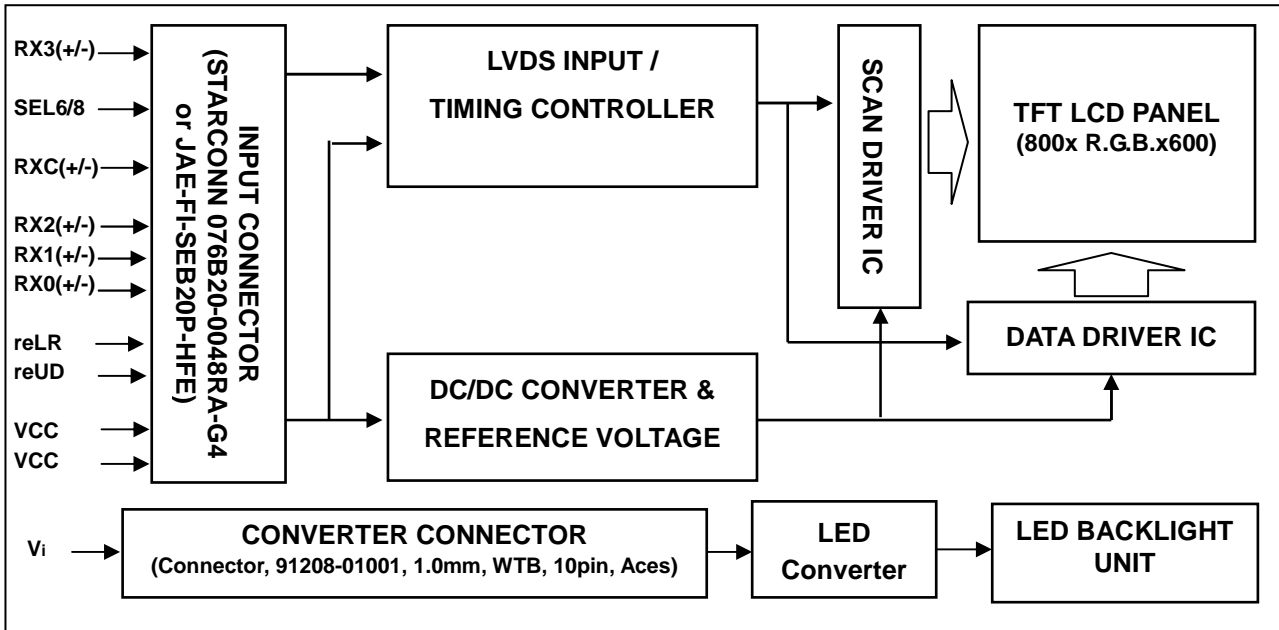 RX3(+/-)
SEL6/8
RXC(+/-)
RX2(+/-)
RX1(+/-)
RX0(+/-)
reLR
reUD
VCC
VCC
INPUT CONNECTOR
(STARCONN 076B20-0048RA-G4
or JAE-FI-SEB20P-HFE)
LVDS INPUT /
TIMING CONTROLLER
DC/DC CONVERTER &
REFERENCE VOLTAGE
SCAN DRIVER IC
TFT LCD PANEL
(800x R.G.B.x600)
DATA DRIVER IC
Vi
CONVERTER CONNECTOR
(Connector, 91208-01001, 1.0mm, WTB, 10pin, Aces)
LED
Converter
LED BACKLIGHT
UNIT